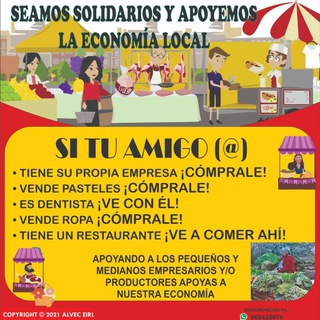 SEAMOS SOLIDARIOS Y APOYEMOS
LA ECONOMÍA LOCAL
SI TU AMIGO (@)
• TIENE SU PROPIA EMPRESA ¡CÓMPRALE!
• VENDE PASTELES ¡CÓMPRALE!
• ES DENTISTA ¡VE CON ÉL!
• VENDE ROPA ¡CÓMPRALE!
• TIENE UN RESTAURANTE ¡VE A COMER AHÍ!
APOYANDO A LOS PEQUEÑOS Y
MEDIANOS EMPRESARIOS Y/O
PRODUCTORES APOYAS A
NUESTRA ECONOMÍA
COPYRIGHT © 2021 ALVEC EIRL